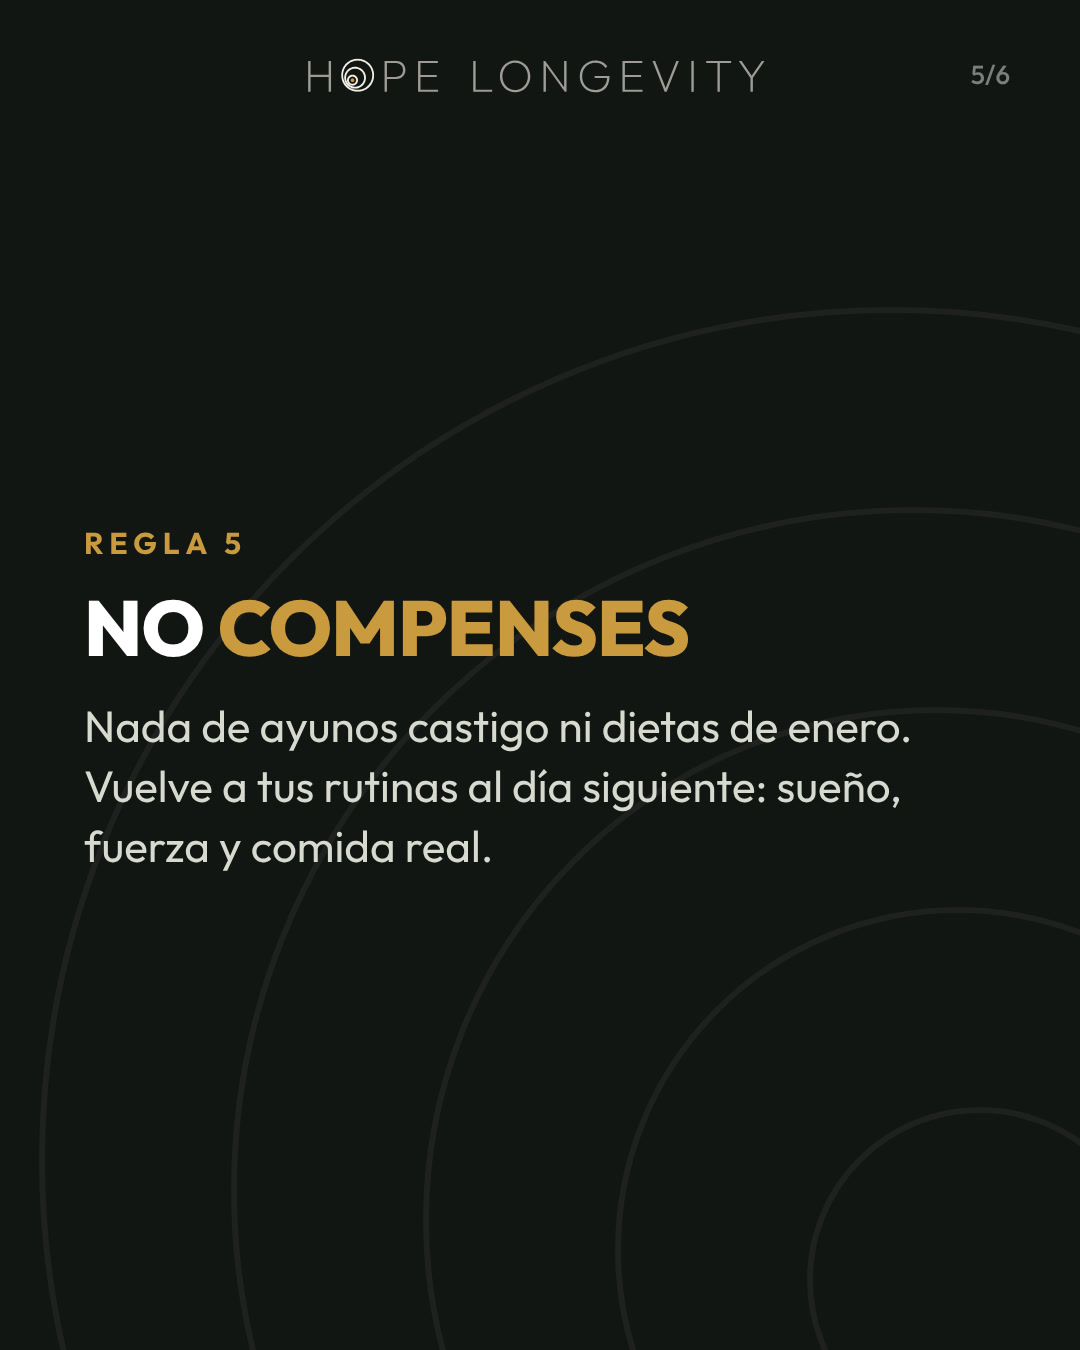 HOPE LONGEVITY
5/6
REGLA 5
NO COMPENSES
Nada de ayunos castigo ni dietas de enero.
Vuelve a tus rutinas al día siguiente: sueño,
fuerza y comida real.